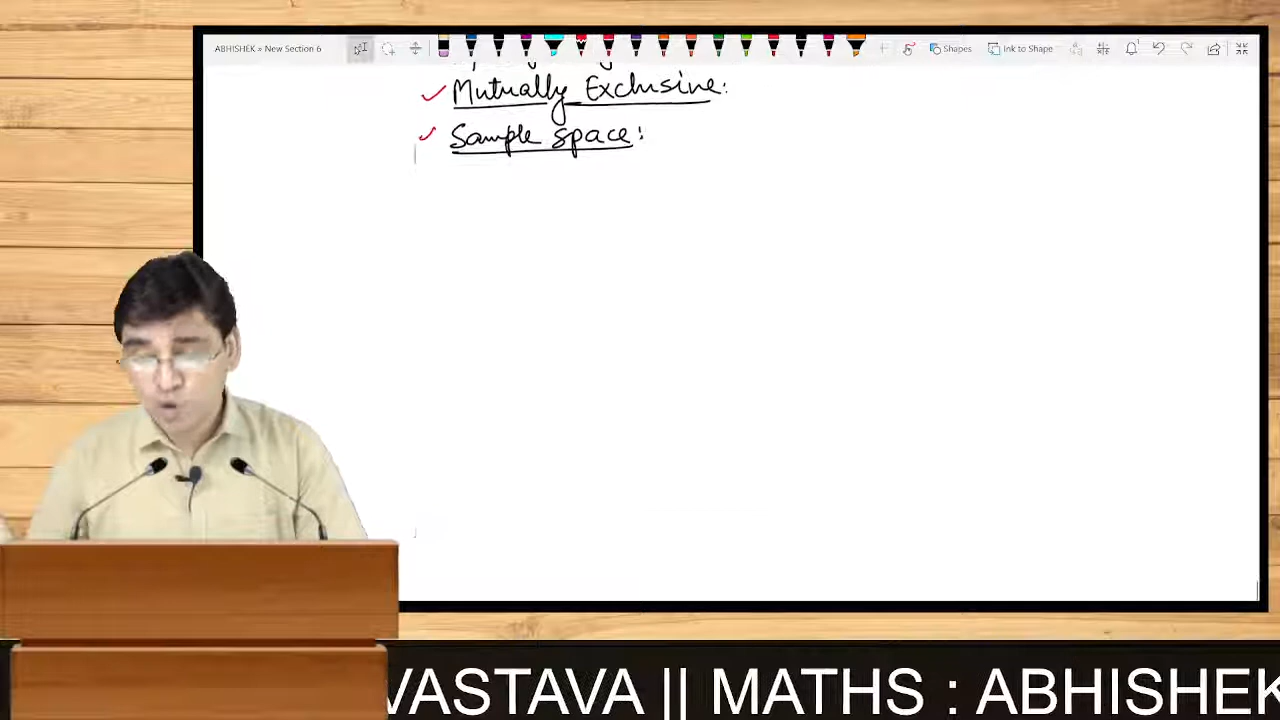 ABHISHEK » New Section 6
Shapes
Ink to Shape
Mutually Exclusive:
Sample space:
VASTAVA || MATHS : ABHISHEK